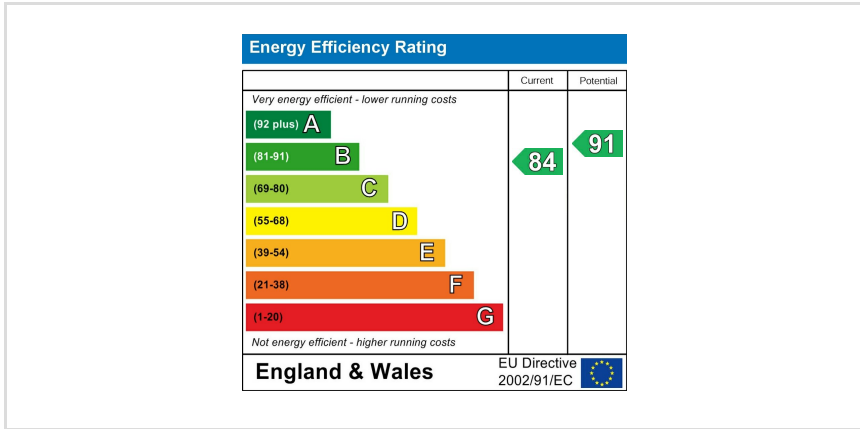 Energy Efficiency Rating
Current Potential
Very energy efficient - lower running costs
(92 plus) A
(81-91) B
(69-80) C
(55-68) D
(39-54) E
(21-38) F
(1-20) G
84
91
Not energy efficient - higher running costs
England & Wales
EU Directive
2002/91/EC